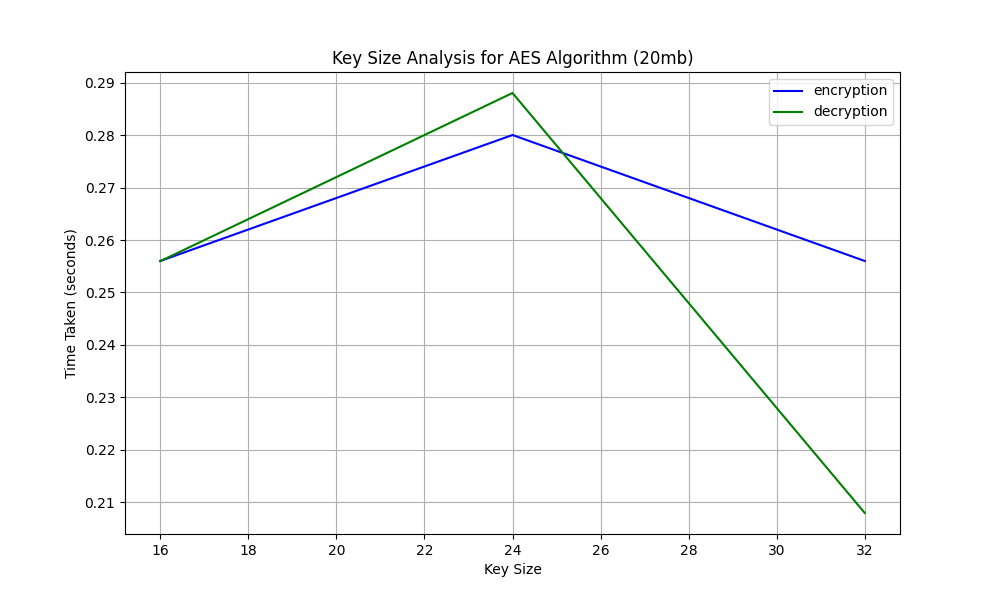 Key Size Analysis for AES Algorithm (20mb)
encryption
decryption
Time Taken (seconds)
0.29
0.28
0.27
0.26
0.25
0.24
0.23
0.22
0.21
16 18 20 22 24 26 28 30 32
Key Size